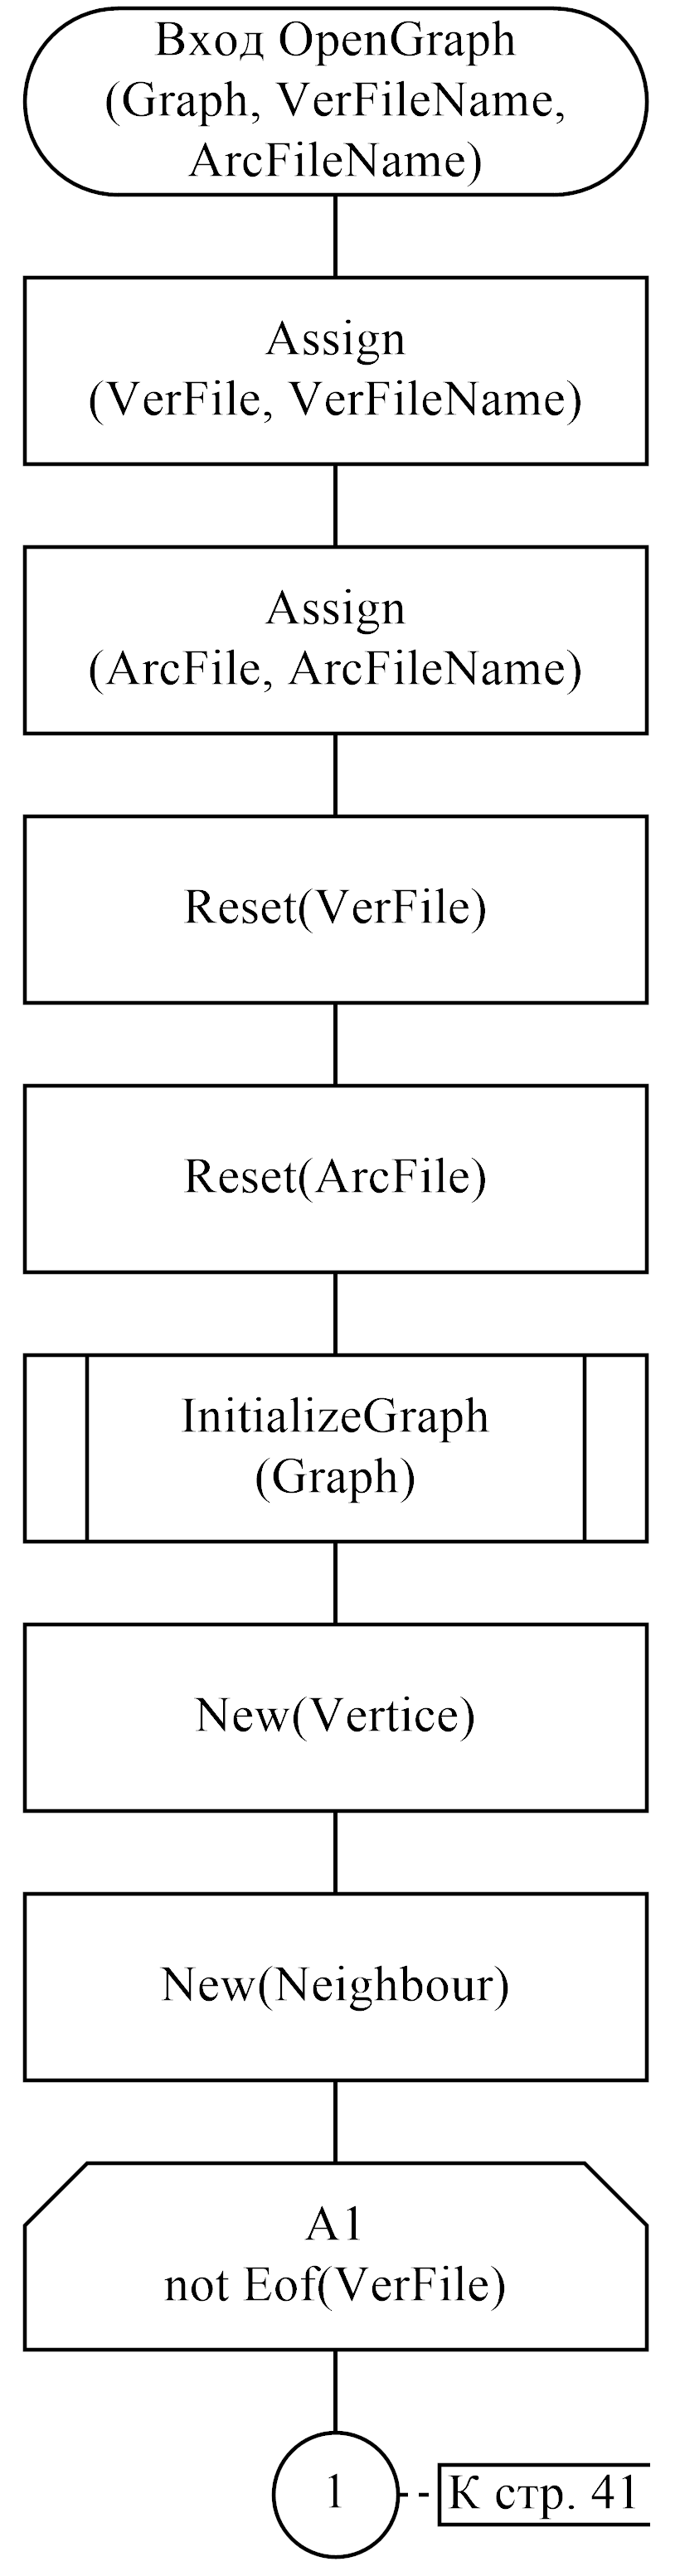 Вход OpenGraph
(Graph, VerFileName,
ArcFileName)
Assign
(VerFile, VerFileName)
Assign
(ArcFile, ArcFileName)
Reset(VerFile)
Reset(ArcFile)
InitializeGraph
(Graph)
New(Vertice)
New(Neighbour)
A1
not Eof(VerFile)
1
К стр. 41